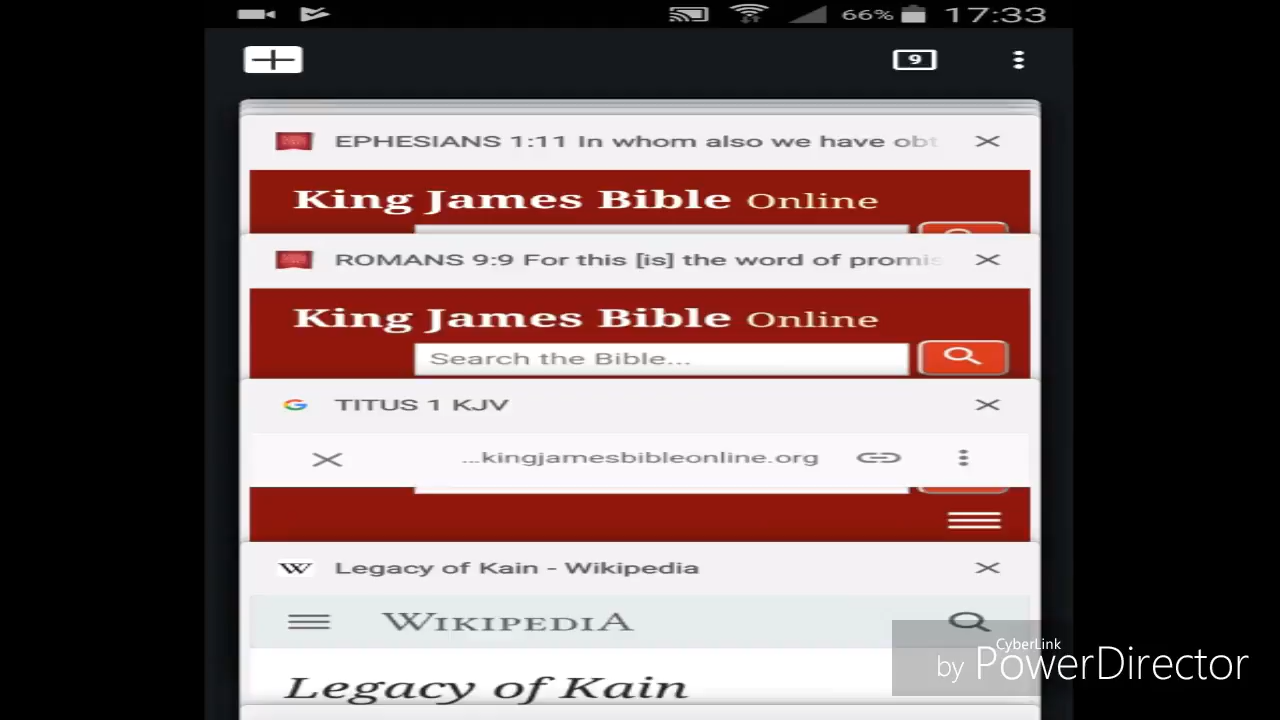 66% 17:33
9
EPHESIANS 1:11 In whom also we have obt
King James Bible Online
ROMANS 9:9 For this [is] the word of promis
King James Bible Online
Search the Bible...
TITUS 1 KJV
...kingjamesbibleonline.org
W Legacy of Kain - Wikipedia
WIKIPEDIA
Legacy of Kain
CyberLink
by PowerDirector